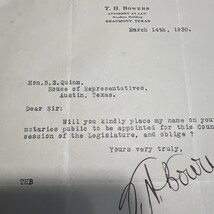 T. H. BOWERS
ATTORNEY AT LAW
BEAUMONT, TEXAS
March 14th, 1930.
Hon. B.E. Quinn,
House of Representatives,
Austin, Texas.
Dear Sir:
Will you kindly place my name on you
notaries public to be appointed for this Coun
session of the Legislature, and oblige
Yours very truly,
THB